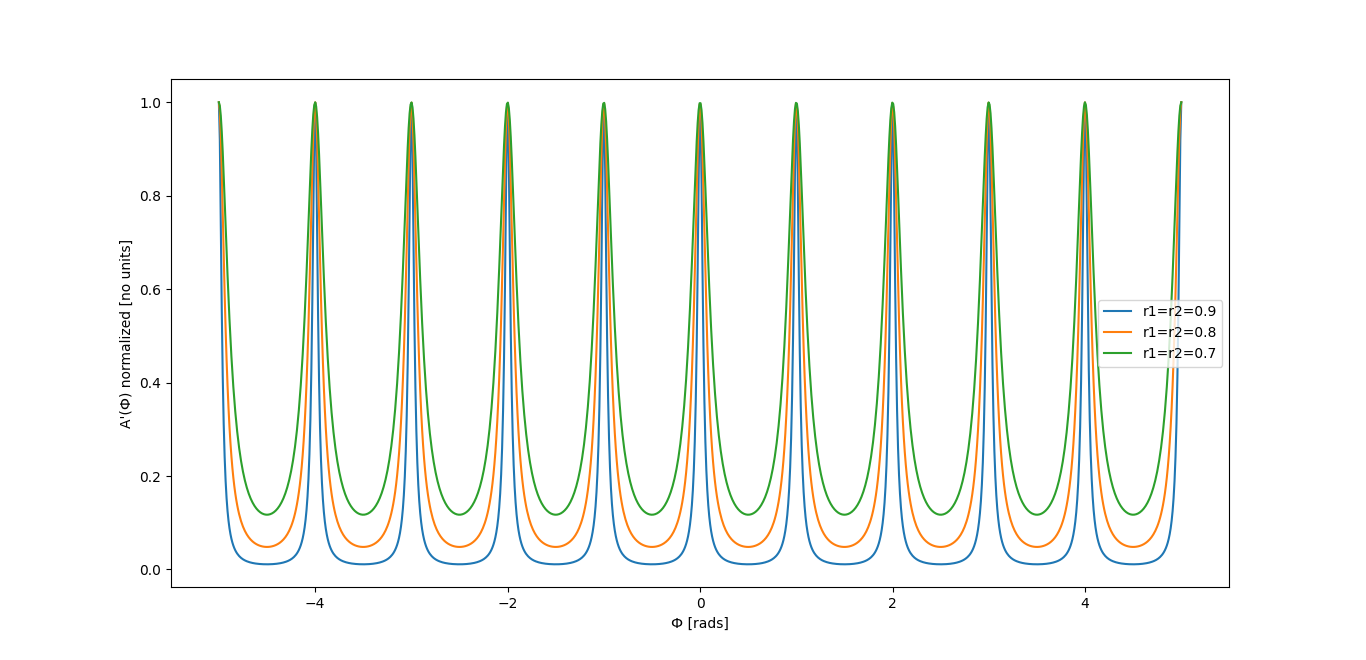 1.0
0.8
0.6
0.4
0.2
0.0
A'(Φ) normalized [no units]
r1=r2=0.9
r1=r2=0.8
r1=r2=0.7
−4 −2 0 2 4
Φ [rads]